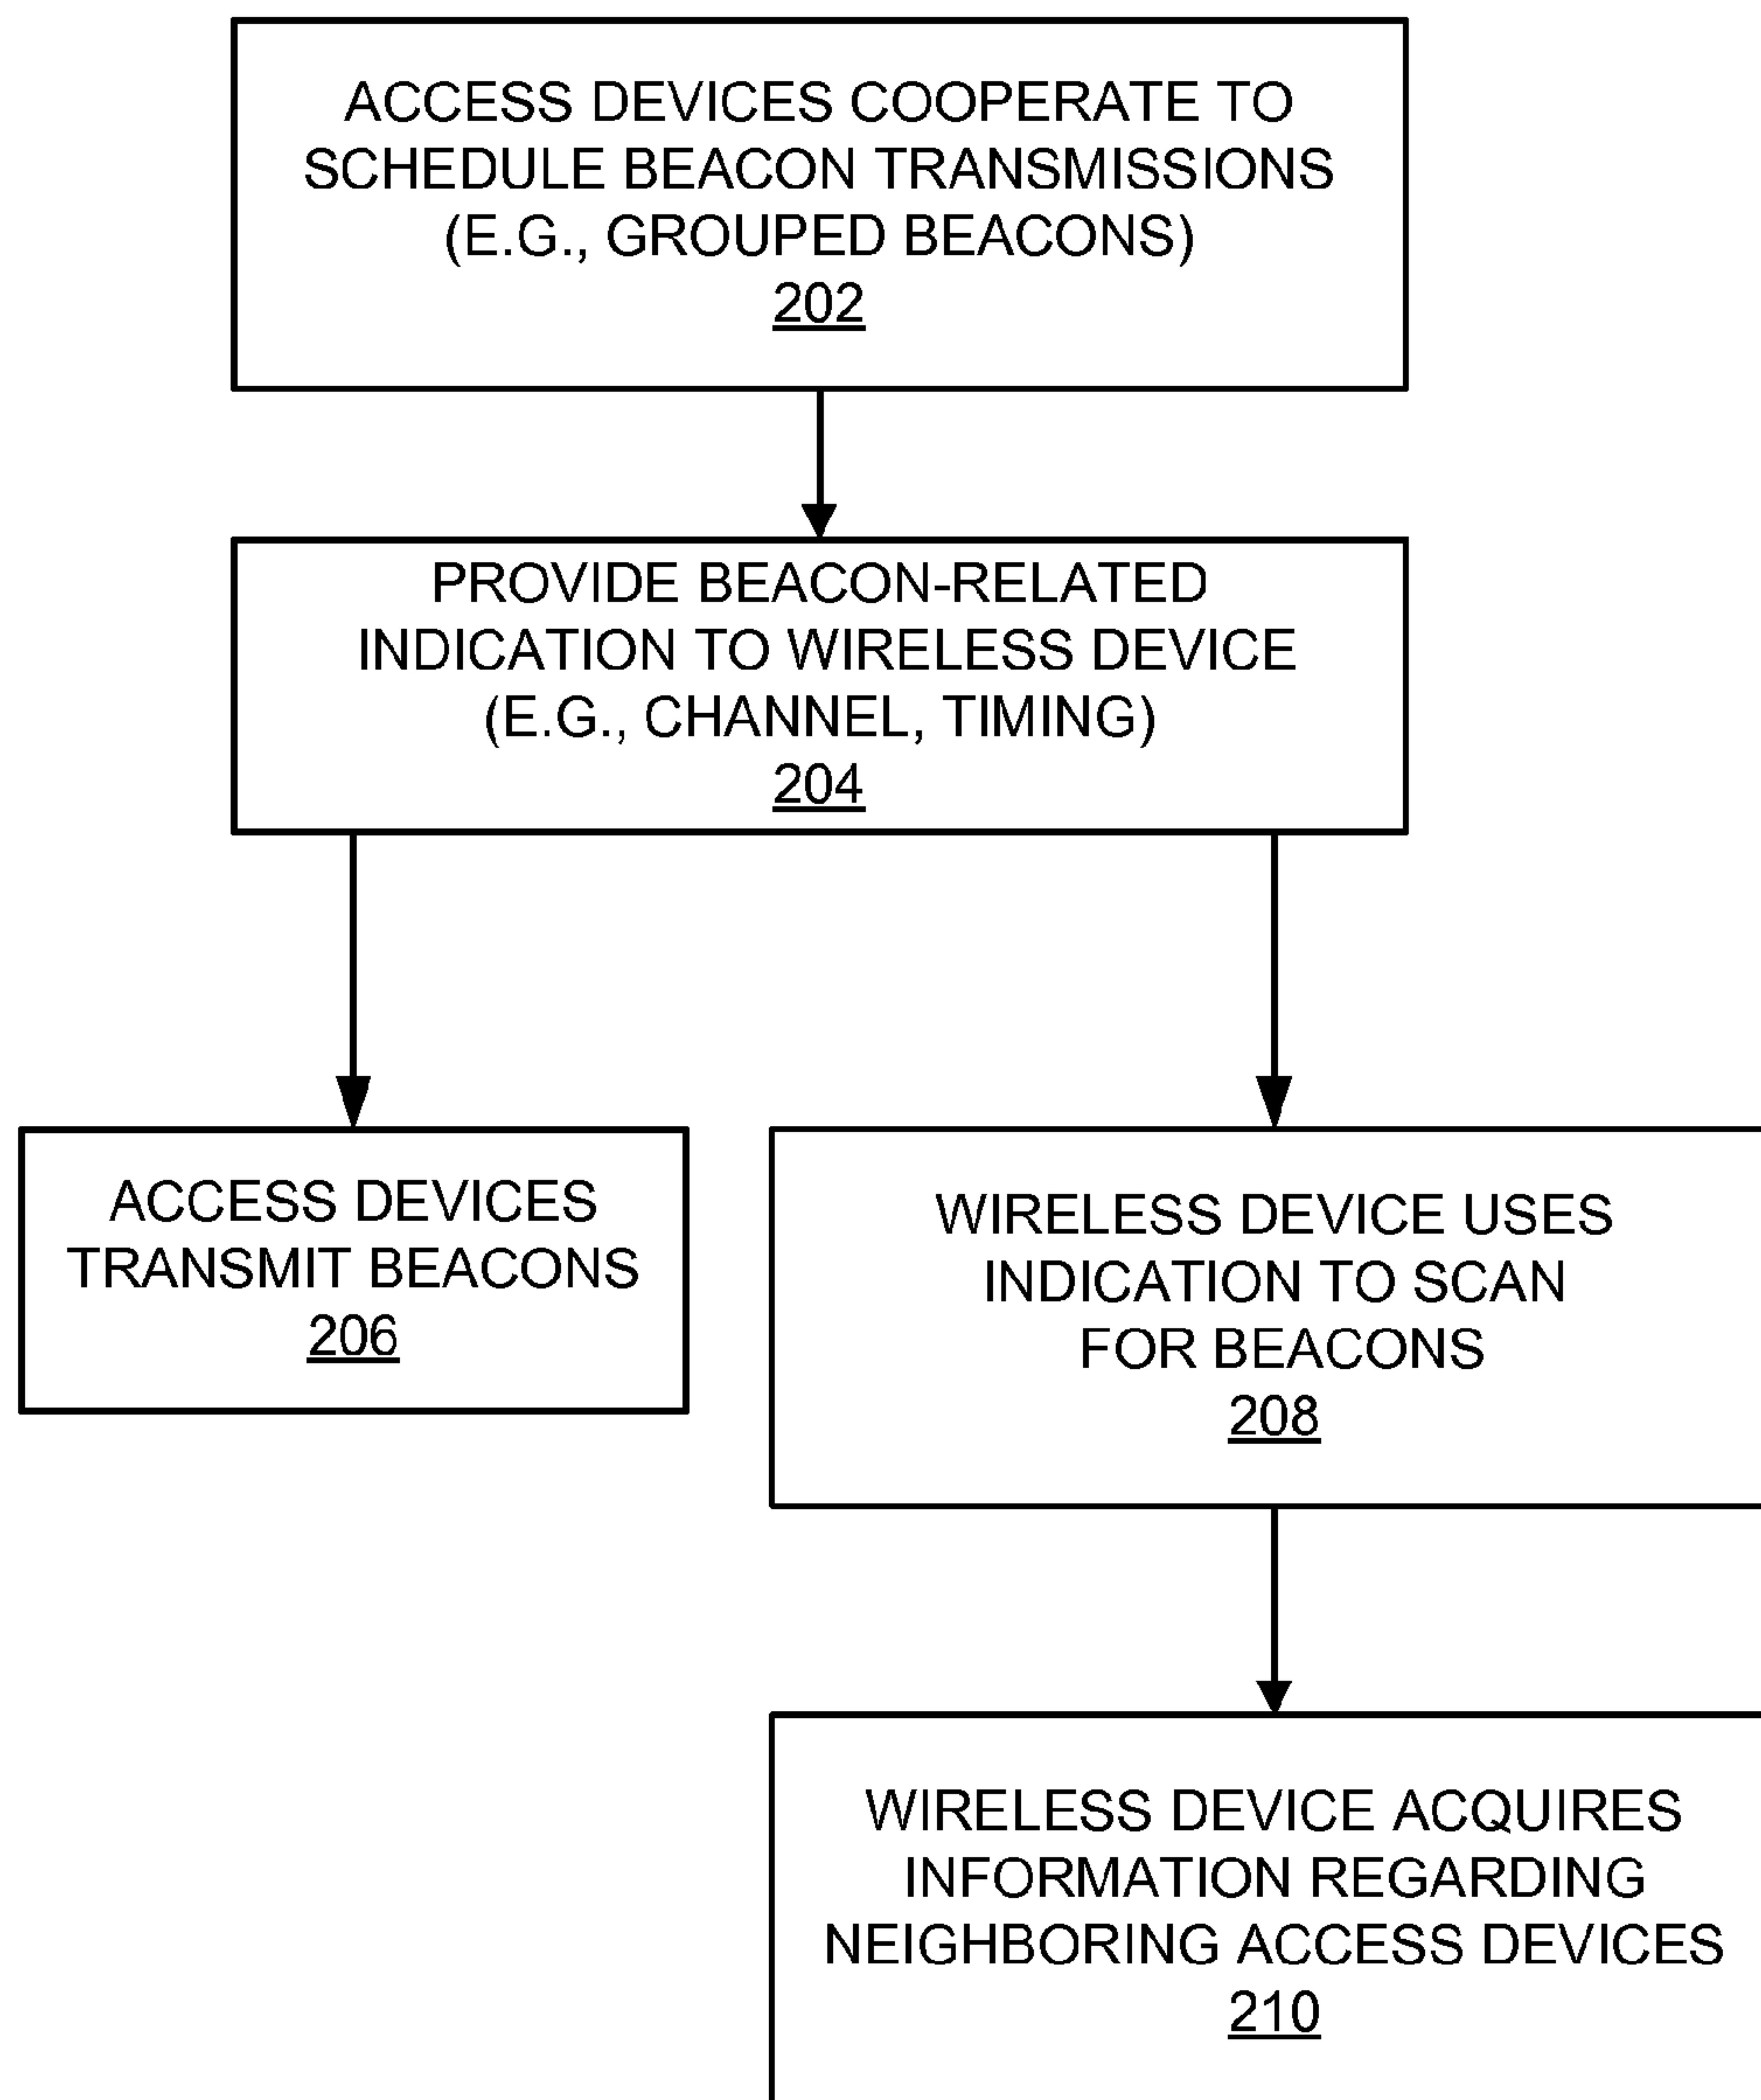 ACCESS DEVICES COOPERATE TO
SCHEDULE BEACON TRANSMISSIONS
(E.G., GROUPED BEACONS)
202
PROVIDE BEACON-RELATED
INDICATION TO WIRELESS DEVICE
(E.G., CHANNEL, TIMING)
204
ACCESS DEVICES
TRANSMIT BEACONS
206
WIRELESS DEVICE USES
INDICATION TO SCAN
FOR BEACONS
208
WIRELESS DEVICE ACQUIRES
INFORMATION REGARDING
NEIGHBORING ACCESS DEVICES
210